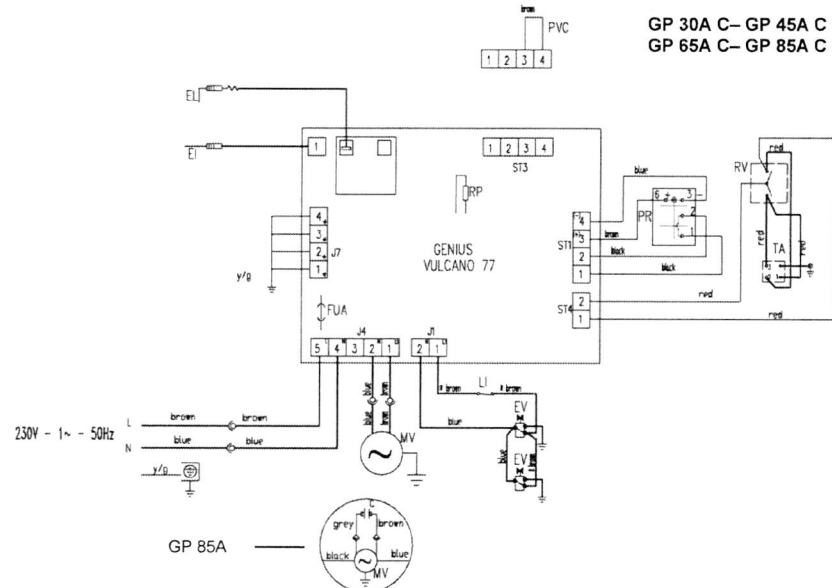 GP 30A C– GP 45A C
GP 65A C– GP 85A C
brown
PVC
1 2 3 4
EL
EI
1
1 2 3 4
ST3
RP
GENIUS
VULCANO 77
4
3
2
1
J7
y/g
FUA
J4
5 4 3 2 1
J1
2 1
ST1
(-) 4
(+) 3
2
1
ST4
2
1
blue
brown
black
black
6 + 3 -
PR
2
1
RV
red
red
red
TA
red
red
230V - 1~ - 50Hz
L
brown
brown
N
blue
blue
y/g
blue
brown
MV
brown
LI
brown
blue
EV
blue
brown
EV
GP 85A
C
grey
brown
black
blue
MV